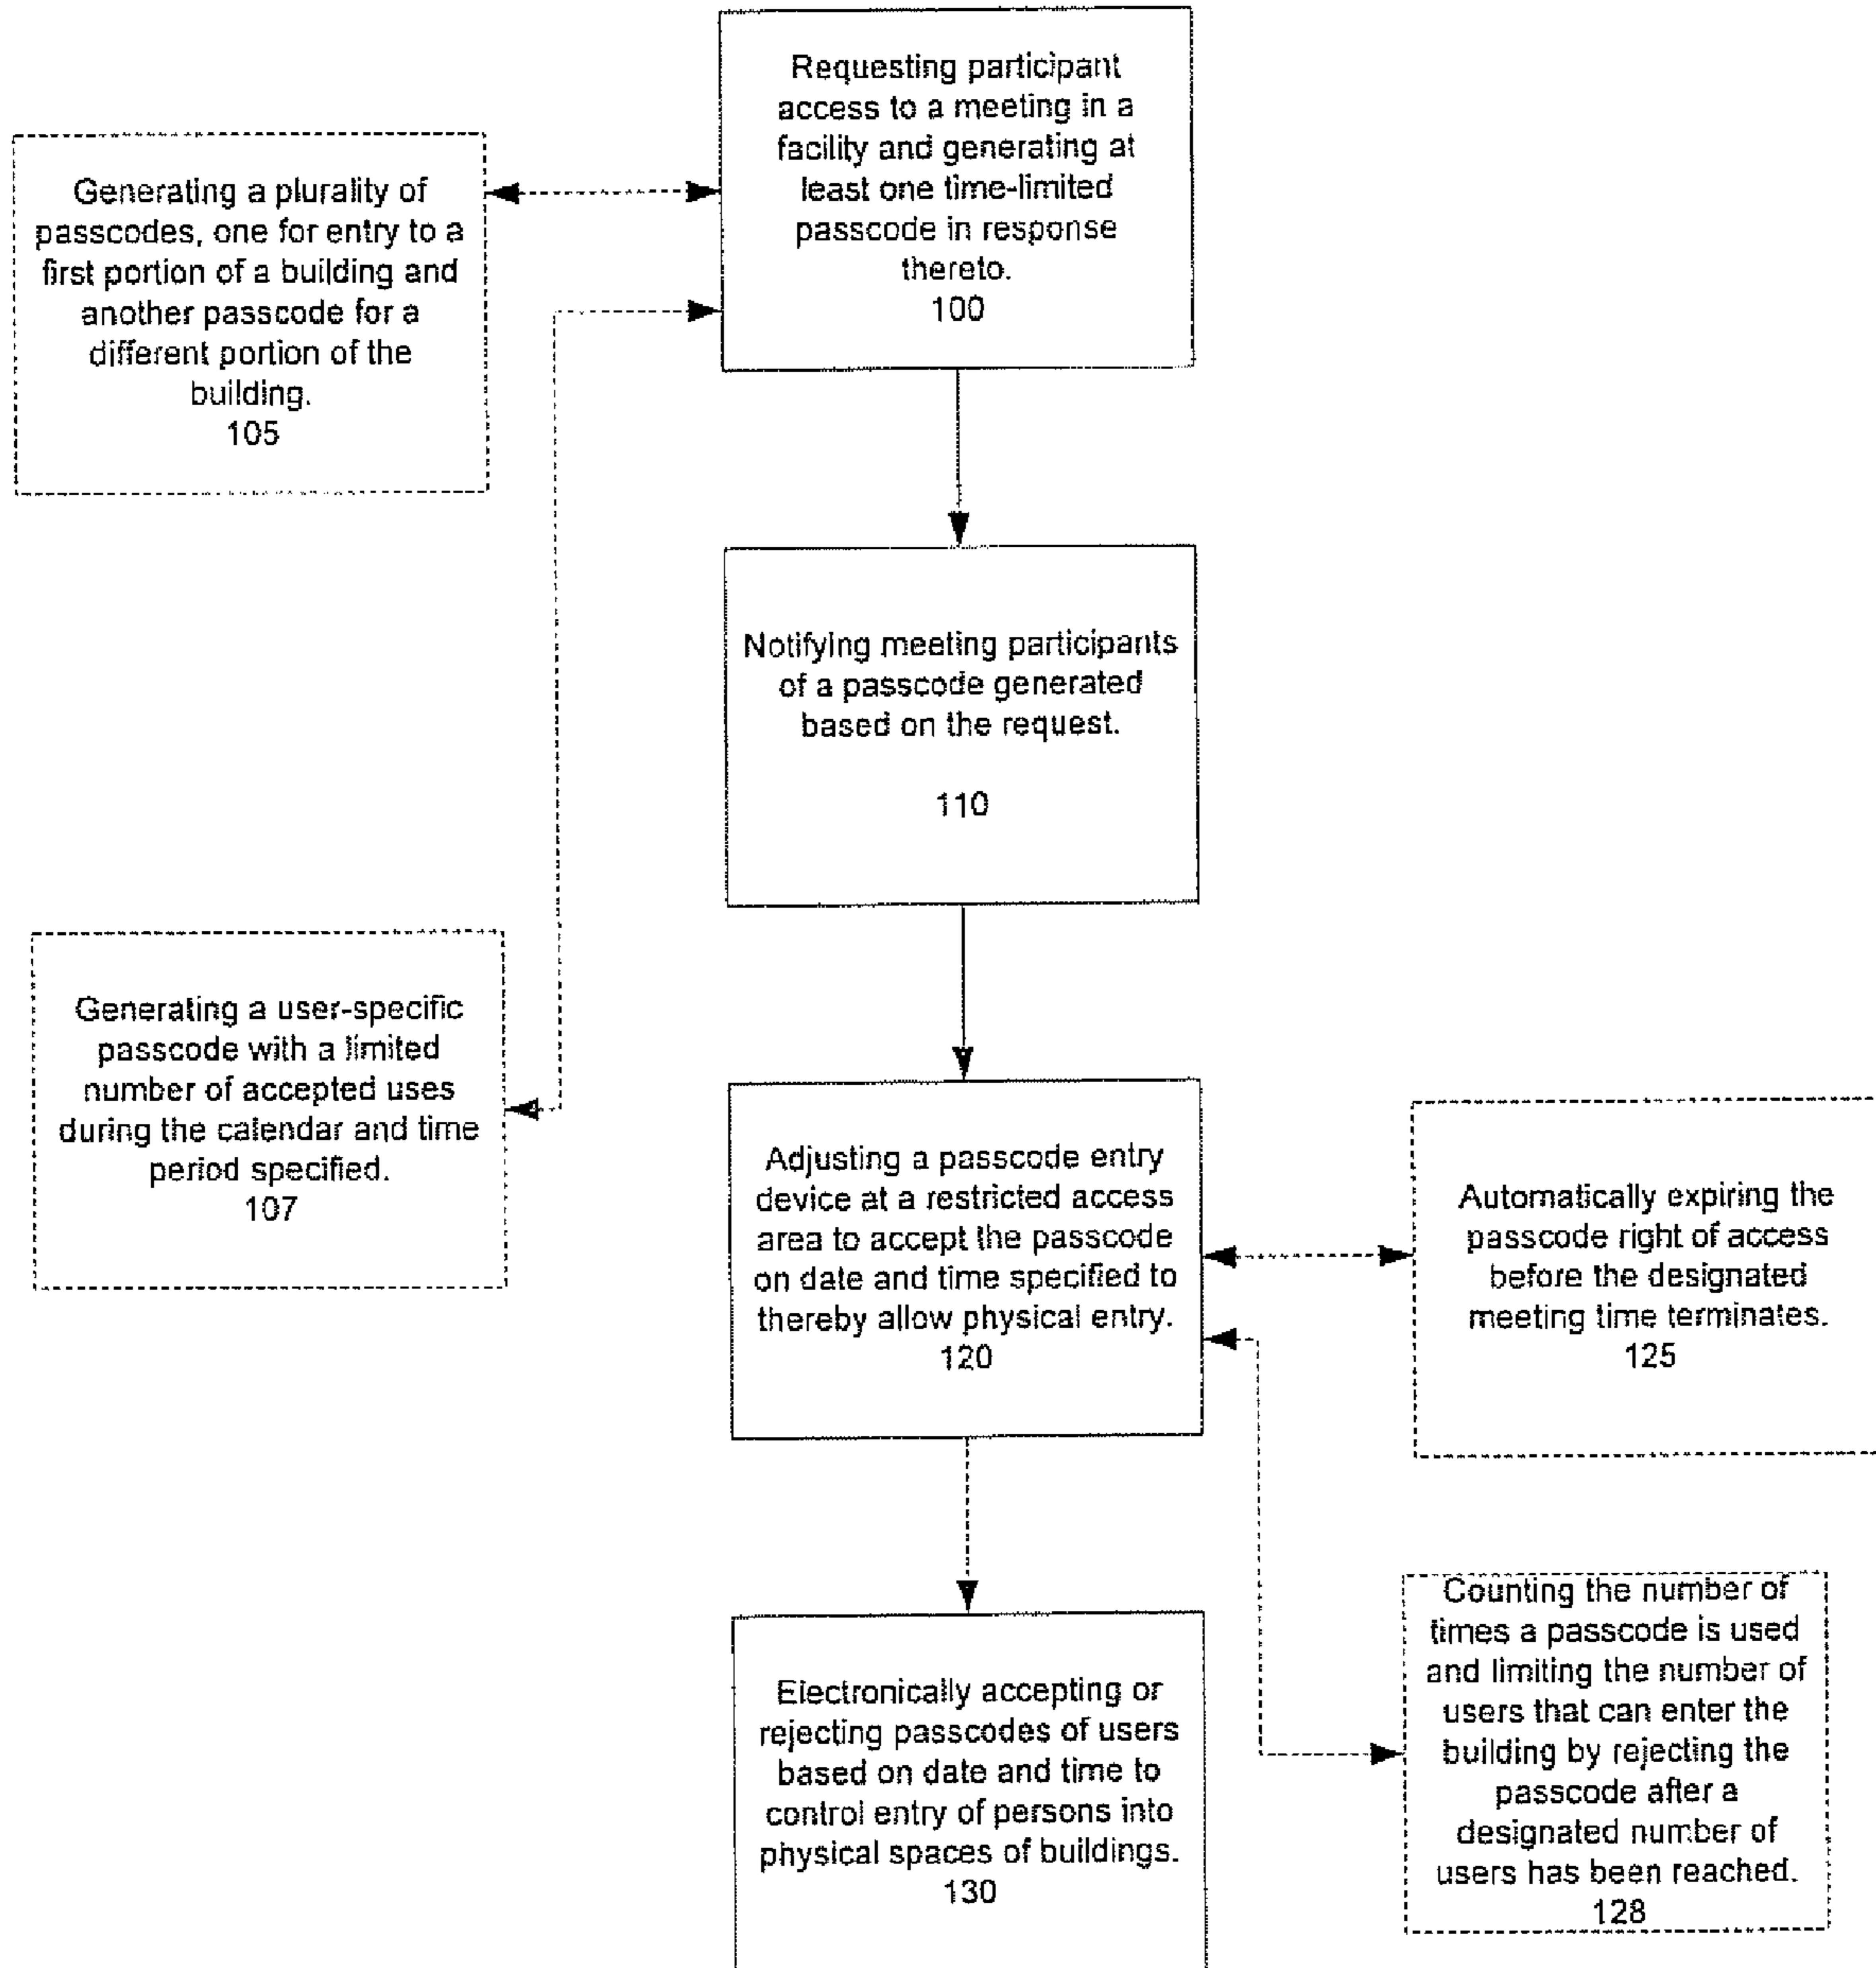 Requesting participant
access to a meeting in a
facility and generating at
least one time-limited
passcode in response
thereto.
100
Generating a plurality of
passcodes, one for entry to a
first portion of a building and
another passcode for a
different portion of the
building.
105
Notifying meeting participants
of a passcode generated
based on the request.
110
Generating a user-specific
passcode with a limited
number of accepted uses
during the calendar and time
period specified.
107
Adjusting a passcode entry
device at a restricted access
area to accept the passcode
on date and time specified to
thereby allow physical entry.
120
Automatically expiring the
passcode right of access
before the designated
meeting time terminates.
125
Electronically accepting or
rejecting passcodes of users
based on date and time to
control entry of persons into
physical spaces of buildings.
130
Counting the number of
times a passcode is used
and limiting the number of
users that can enter the
building by rejecting the
passcode after a
designated number of
users has been reached.
128